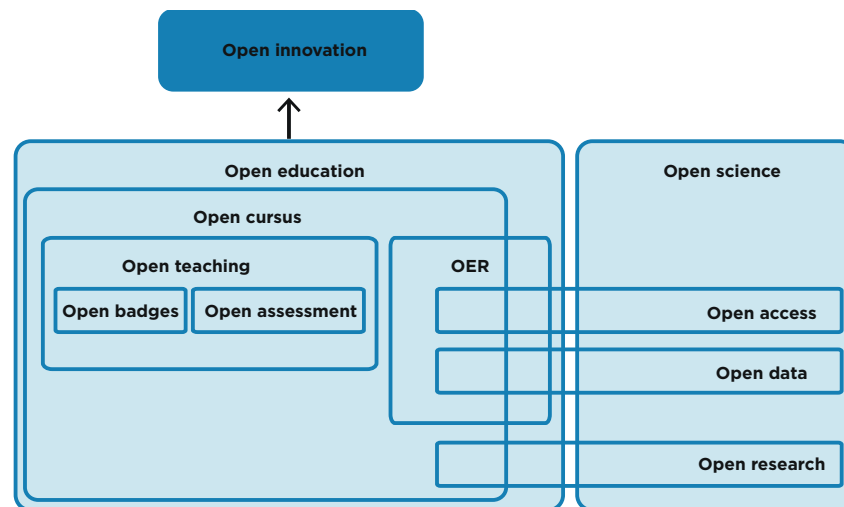 Open innovation
Open education
Open science
Open cursus
Open teaching
OER
Open badges
Open assessment
Open access
Open data
Open research